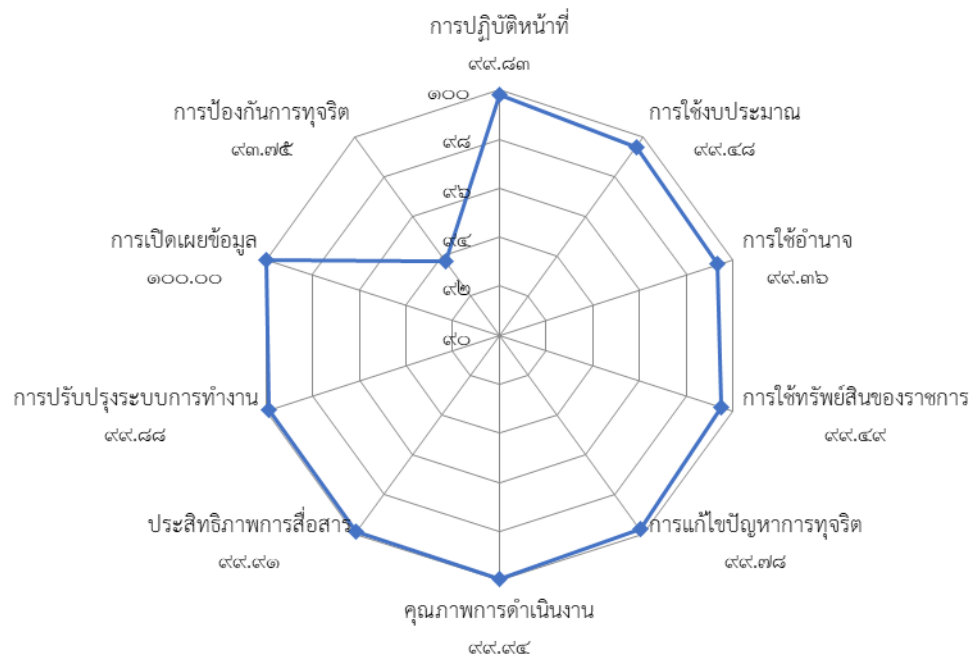 การปฏิบัติหน้าที่
๙๙.๘๓
การใช้งบประมาณ
๙๙.๔๘
การใช้อำนาจ
๙๙.๓๖
การใช้ทรัพย์สินของราชการ
๙๙.๔๙
การแก้ไขปัญหาการทุจริต
๙๙.๗๘
คุณภาพการดำเนินงาน
๙๙.๙๔
ประสิทธิภาพการสื่อสาร
๙๙.๙๑
การปรับปรุงระบบการทำงาน
๙๙.๘๘
การเปิดเผยข้อมูล
๑๐๐.๐๐
การป้องกันการทุจริต
๙๓.๗๕
๑๐๐
๙๘
๙๖
๙๔
๙๒
๙๐